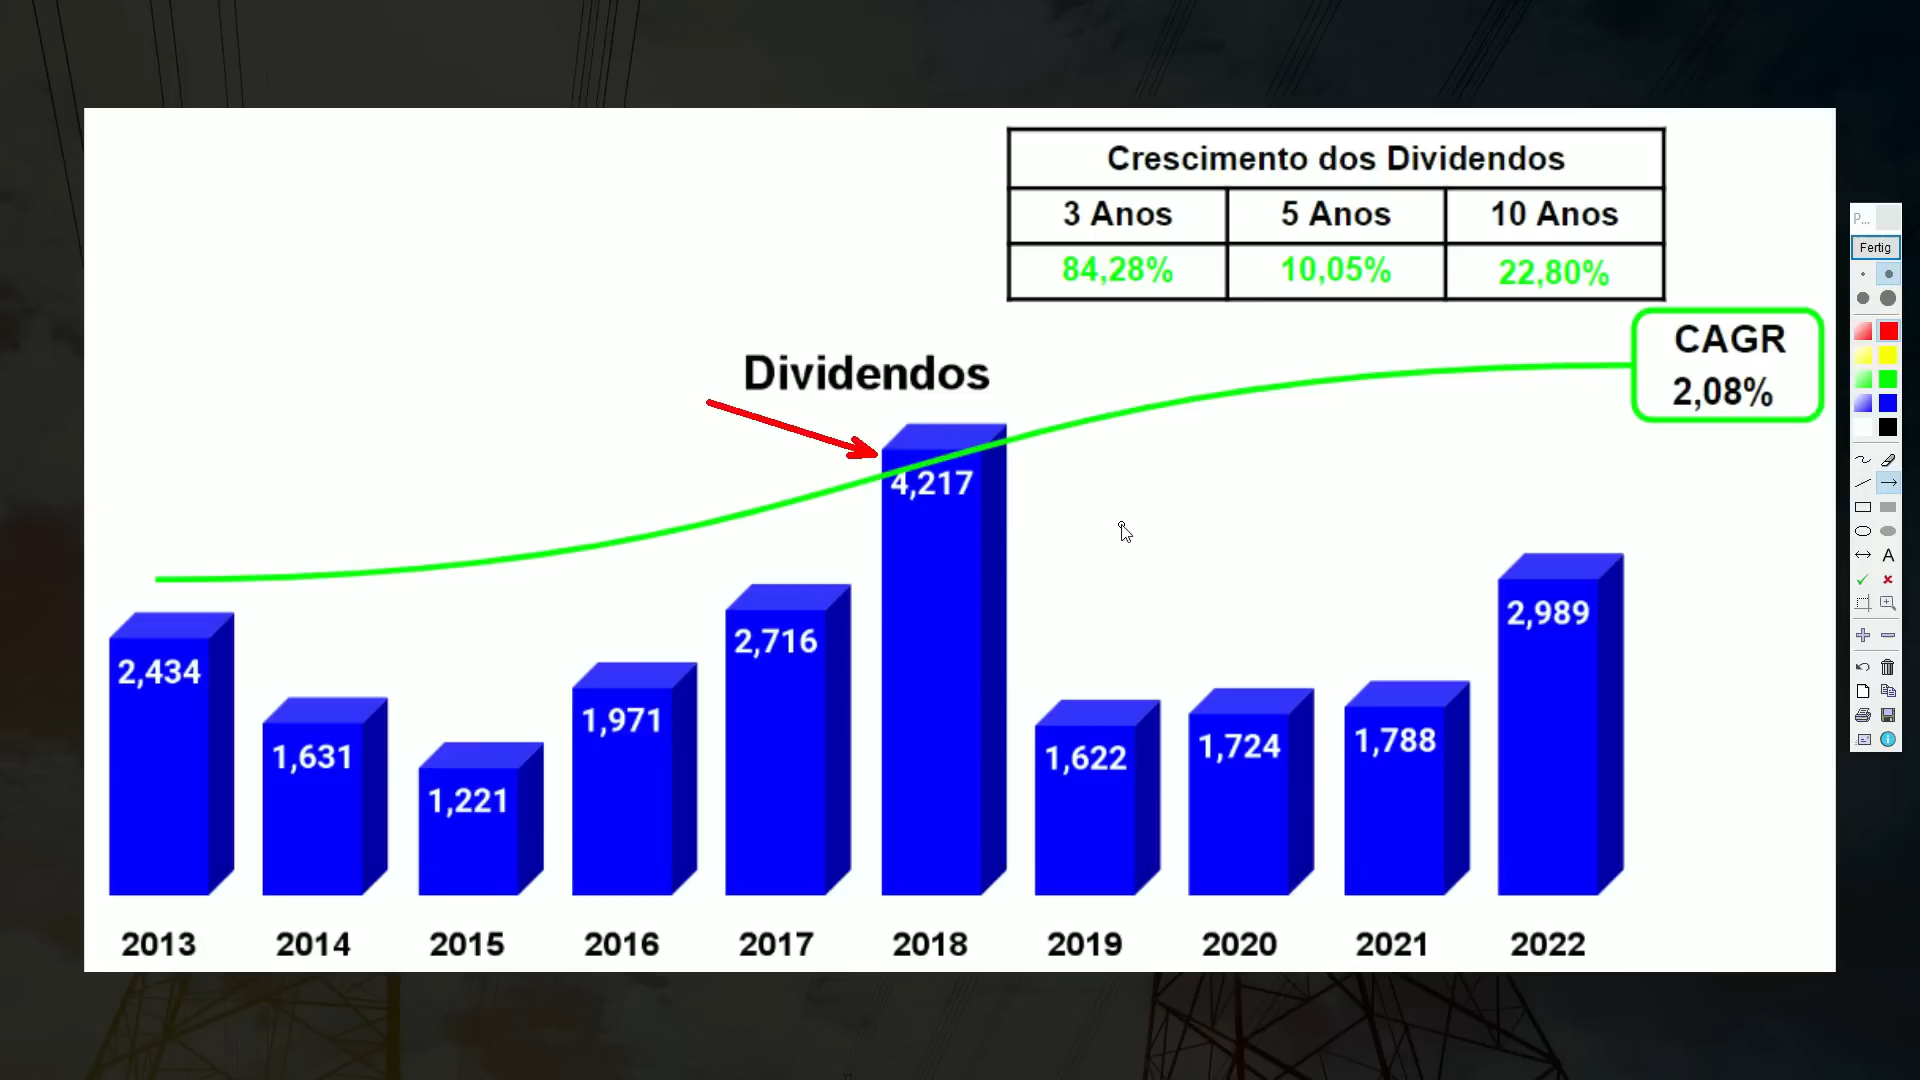 Crescimento dos Dividendos
3 Anos 5 Anos 10 Anos
84,28% 10,05% 22,80%
CAGR
2,08%
Dividendos
4,217
2,989
2,716
2,434
1,971
1,788
1,724
1,622
1,631
1,221
2013 2014 2015 2016 2017 2018 2019 2020 2021 2022
P...
Fertig
A